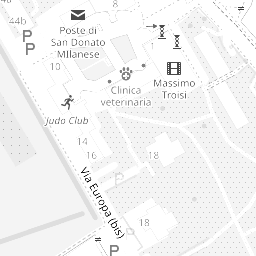 44b
P
P
Poste di
San Donato
MIlanese
10
Clinica
veterinaria
Massimo
Troisi
Judo Club
14
16
18
Via Europa (bis)
18
P